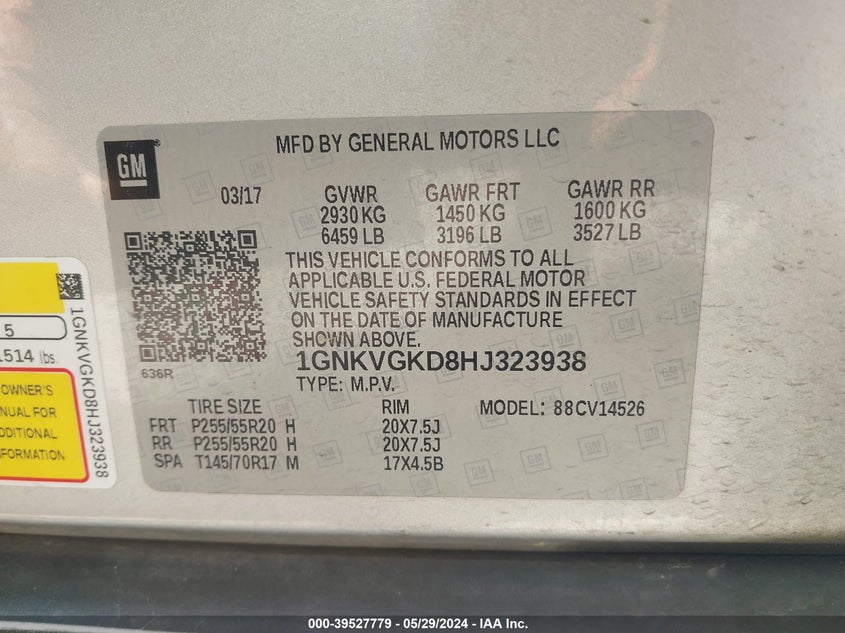 GM
MFD BY GENERAL MOTORS LLC
03/17
GVWR GAWR FRT GAWR RR
2930 KG 1450 KG 1600 KG
6459 LB 3196 LB 3527 LB
THIS VEHICLE CONFORMS TO ALL
APPLICABLE U.S. FEDERAL MOTOR
VEHICLE SAFETY STANDARDS IN EFFECT
ON THE DATE OF MANUFACTURE
SHOWN ABOVE.
636R
1GNKVGKD8HJ323938
TYPE: M.P.V.
TIRE SIZE RIM MODEL: 88CV14526
FRT P255/55R20 H 20X7.5J
RR P255/55R20 H 20X7.5J
SPA T145/70R17 M 17X4.5B
5
1514 lbs.
OWNER'S
FOR
INFORMATION
1GNKVGKD8HJ323938
000-39527779 - 05/29/2024 - IAA Inc.